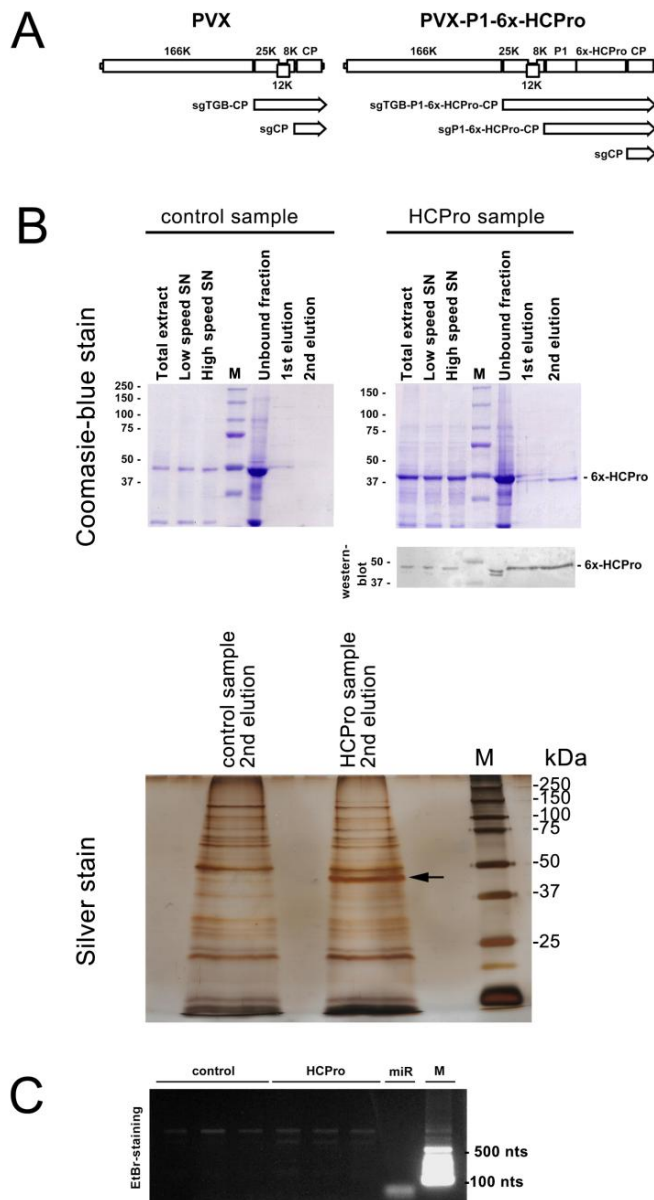 A
PVX
PVX-P1-6x-HCPro
166K 25K 8K CP
12K
sgTGB-CP
sgCP
166K 25K 8K P1 6x-HCPro CP
12K
sgTGB-P1-6x-HCPro-CP
sgP1-6x-HCPro-CP
sgCP
B
control sample
HCPro sample
Coomasie-blue stain
Total extract
Low speed SN
High speed SN
M
Unbound fraction
1st elution
2nd elution
250 -
150 -
100 -
75 -
50 -
37 -
Total extract
Low speed SN
High speed SN
M
Unbound fraction
1st elution
2nd elution
150 -
100 -
75 -
50 -
37 -
- 6x-HCPro
western-
blot
50 -
37 -
- 6x-HCPro
Silver stain
control sample
2nd elution
HCPro sample
2nd elution
M kDa
-250
-150
-100
-75
-50
-37
-25
C
EtBr-staining
control HCPro miR M
- 500 nts
-100 nts